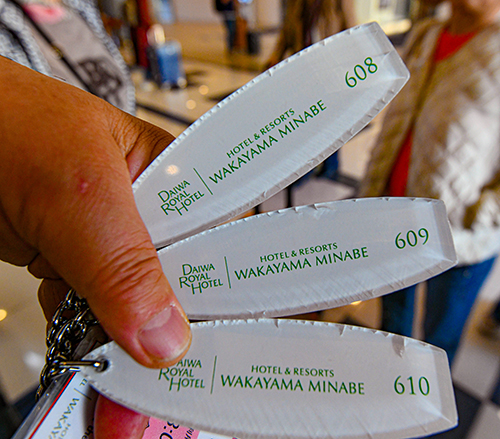 608
HOTEL & RESORTS
WAKAYAMA MINABE
DAIWA
ROYAL
HOTEL
609
HOTEL & RESORTS
WAKAYAMA MINABE
DAIWA
ROYAL
HOTEL
610
HOTEL & RESORTS
WAKAYAMA MINABE
DAIWA
ROYAL
HOTEL